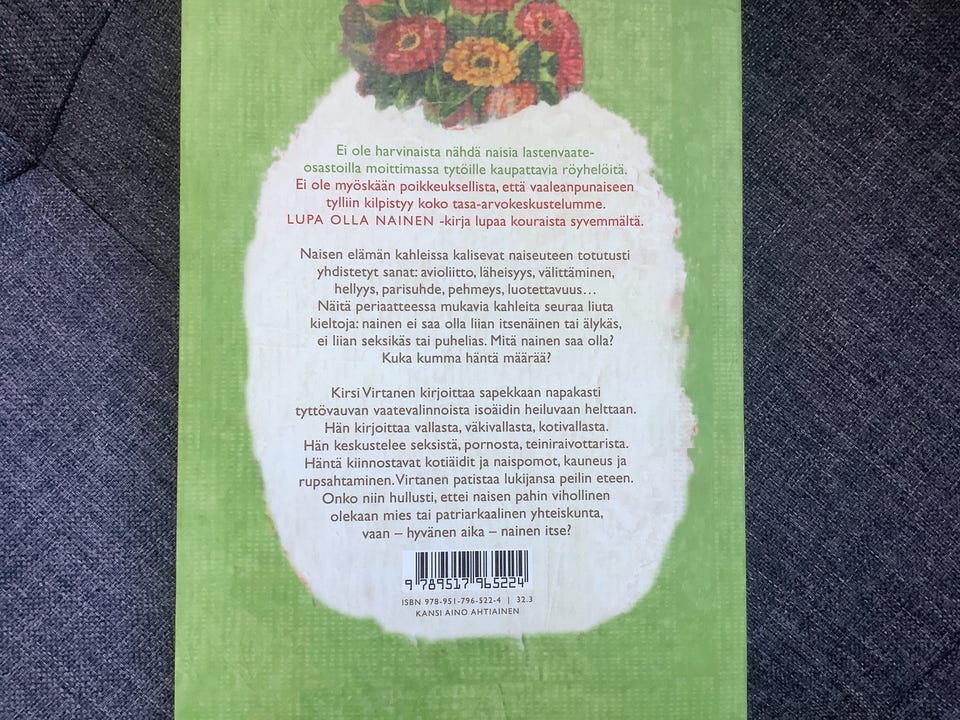 Ei ole harvinaista nähdä naisia lastenvaate-
osastoilla moittimassa tytöille kaupattavia röyhelöitä.
Ei ole myöskään poikkeuksellista, että vaaleanpunaiseen
tylliin kilpistyy koko tasa-arvokeskustelumme.
LUPA OLLA NAINEN -kirja lupaa kouraista syvemmältä.
Naisen elämän kahleissa kalisevat naiseuteen totutusti
yhdistetyt sanat: avioliitto, läheisyys, välittäminen,
hellyys, parisuhde, pehmeys, luotettavuus...
Näitä periaatteessa mukavia kahleita seuraa liuta
kieltoja: nainen ei saa olla liian itsenäinen tai älykäs,
ei liian seksikäs tai puhelias. Mitä nainen saa olla?
Kuka kumma häntä määrää?
Kirsi Virtanen kirjoittaa sapekkaan napakasti
tyttövauvan vaatevalinnoista isoäidin heiluvaan helttaan.
Hän kirjoittaa vallasta, väkivallasta, kotivallasta.
Hän keskustelee seksistä, pornosta, teiniraivottarista.
Häntä kiinnostavat kotiäidit ja naispomot, kauneus ja
rupsahtaminen. Virtanen patistaa lukijansa peilin eteen.
Onko niin hullusti, ettei naisen pahin vihollinen
olekaan mies tai patriarkaalinen yhteiskunta,
vaan – hyvänen aika – nainen itse?
9 789517 965224
ISBN 978-951-796-522-4 | 32.3
KANSI AINO AHTIAINEN